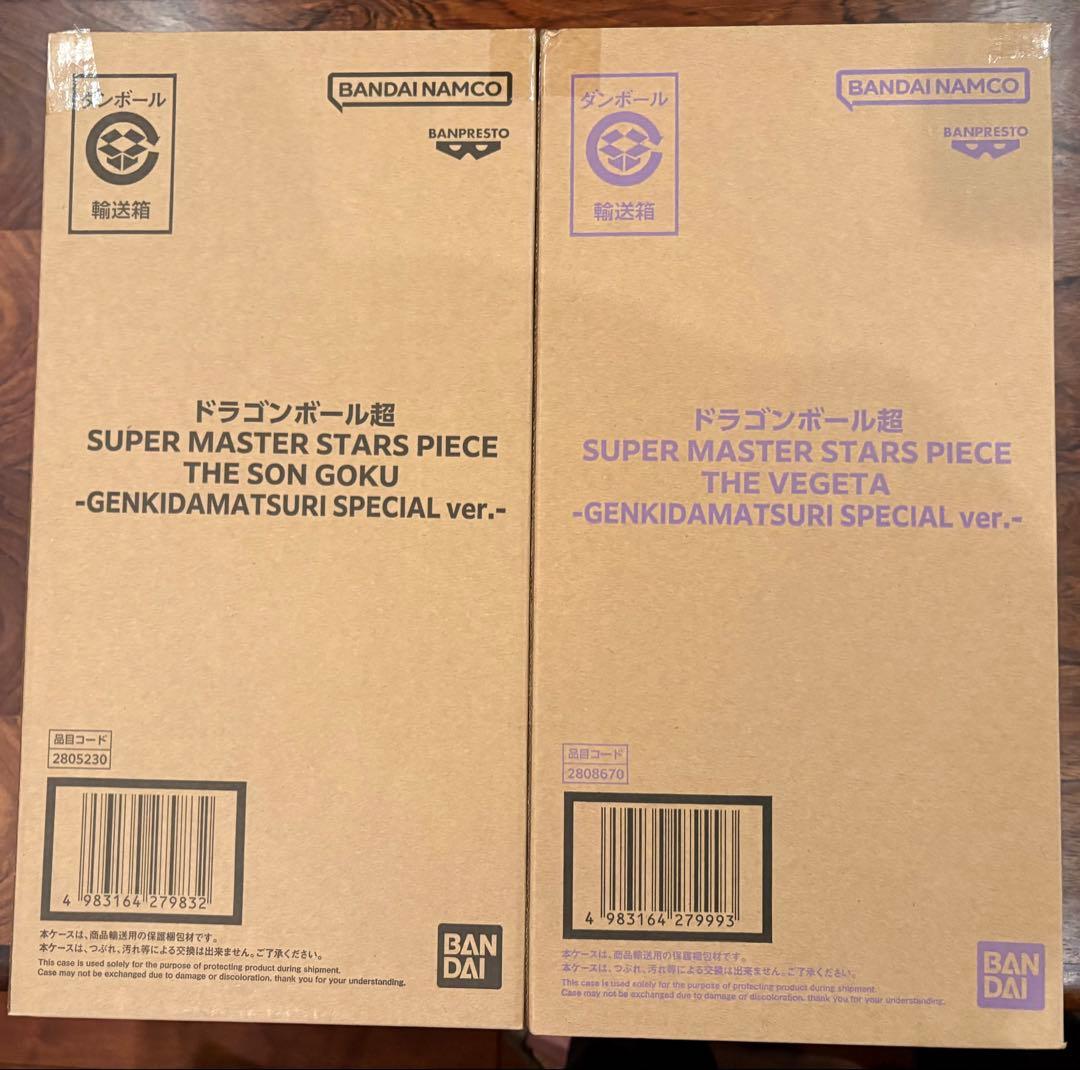 ダンボール
輸送箱
BANDAI NAMCO
BANPRESTO
ドラゴンボール超
SUPER MASTER STARS PIECE
THE SON GOKU
-GENKIDAMATSURI SPECIAL ver.-
品目コード
2805230
4 983164 279832
本ケースは、商品輸送用の保護梱包材です。
本ケースは、つぶれ、汚れ等による交換は出来ません。ご了承ください。
This case is used solely for the purpose of protecting product during shipment.
Case may not be exchanged due to damage or discoloration. thank you for your understanding.
BAN
DAI
ダンボール
輸送箱
BANDAI NAMCO
BANPRESTO
ドラゴンボール超
SUPER MASTER STARS PIECE
THE VEGETA
-GENKIDAMATSURI SPECIAL ver.-
品目コード
2808670
4 983164 279993
本ケースは、商品輸送用の保護梱包材です。
本ケースは、つぶれ、汚れ等による交換は出来ません。ご了承ください。
This case is used solely for the purpose of protecting product during shipment.
Case may not be exchanged due to damage or discoloration. thank you for your understanding.
BAN
DAI